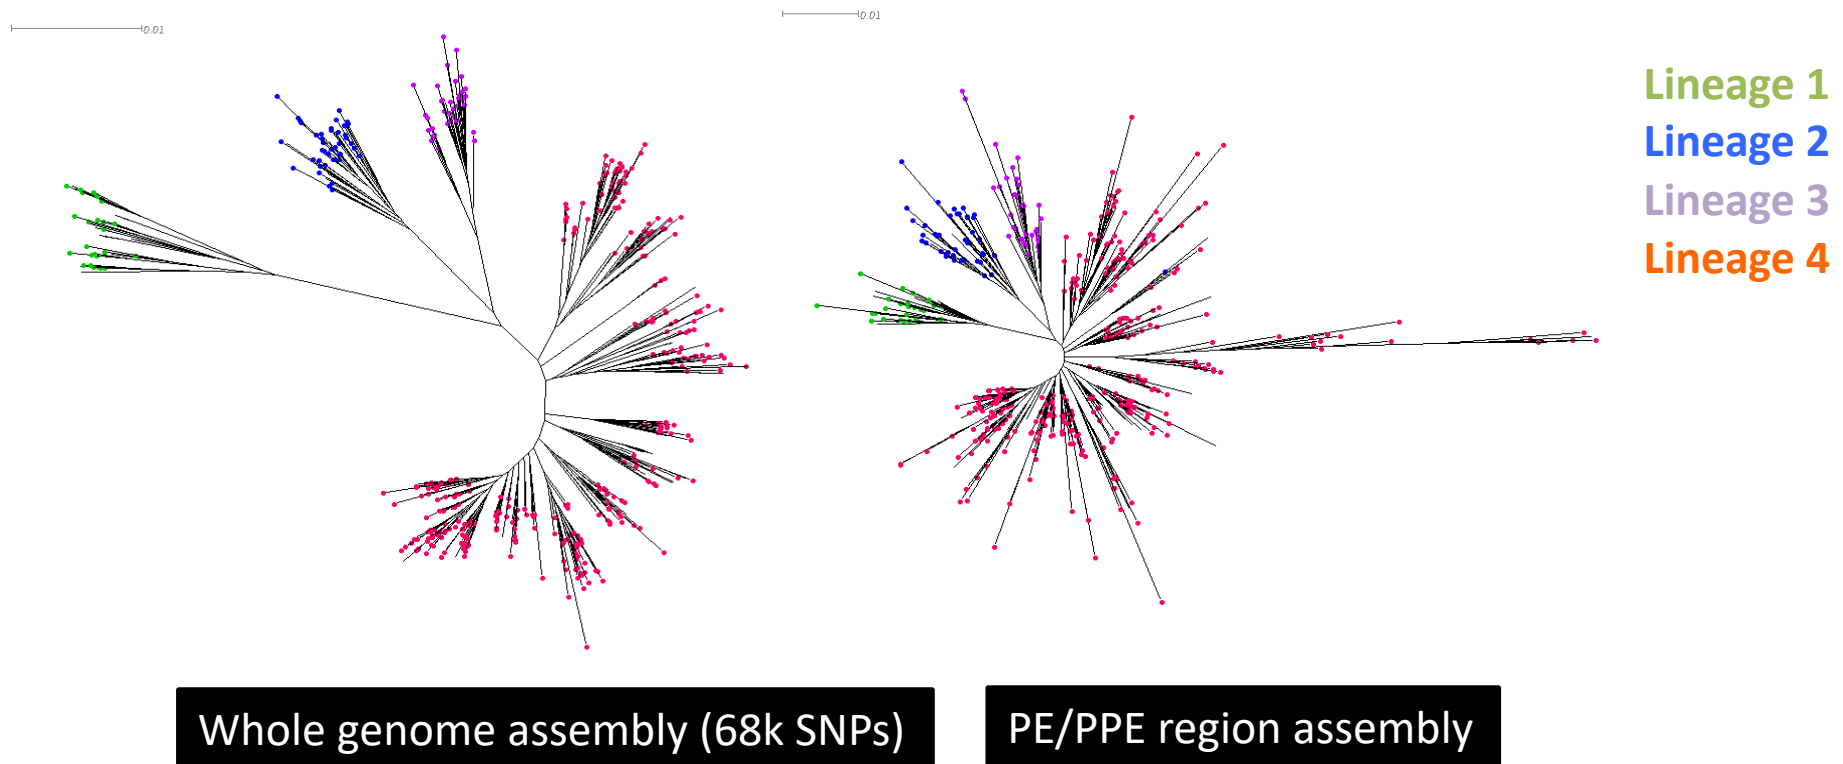 0.01
0.01
Lineage 1
Lineage 2
Lineage 3
Lineage 4
Whole genome assembly (68k SNPs)
PE/PPE region assembly